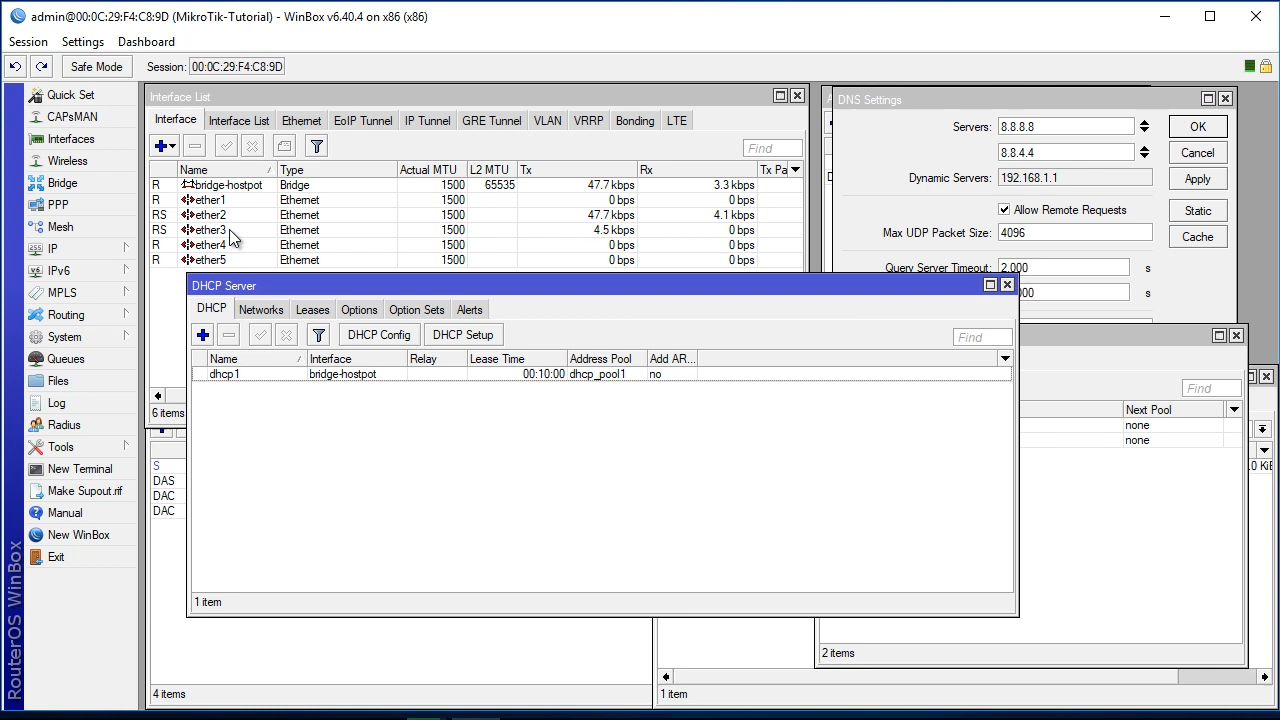 admin@00:0C:29:F4:C8:9D (MikroTik-Tutorial) - WinBox v6.40.4 on x86 (x86)
Session Settings Dashboard
Safe Mode Session: 00:0C:29:F4:C8:9D
Quick Set
CAPsMAN
Interfaces
Wireless
Bridge
PPP
Mesh
IP
IPv6
MPLS
Routing
System
Queues
Files
Log
Radius
Tools
New Terminal
Make Supout.rif
Manual
New WinBox
Exit
RouterOS WinBox
Interface List
Interface Interface List Ethernet EoIP Tunnel IP Tunnel GRE Tunnel VLAN VRRP Bonding LTE
Find
Name Type Actual MTU L2 MTU Tx Rx Tx Pa
R bridge-hostpot Bridge 1500 65535 47.7 kbps 3.3 kbps
R ether1 Ethernet 1500 0 bps 0 bps
RS ether2 Ethernet 1500 47.7 kbps 4.1 kbps
RS ether3 Ethernet 1500 4.5 kbps 0 bps
R ether4 Ethernet 1500 0 bps 0 bps
R ether5 Ethernet 1500 0 bps 0 bps
6 items
DNS Settings
Servers: 8.8.8.8 OK
8.8.4.4 Cancel
Dynamic Servers: 192.168.1.1 Apply
Allow Remote Requests Static
Max UDP Packet Size: 4096 Cache
Query Server Timeout: 2.000 s
000 s
DHCP Server
DHCP Networks Leases Options Option Sets Alerts
DHCP Config DHCP Setup Find
Name Interface Relay Lease Time Address Pool Add AR...
dhcp1 bridge-hostpot 00:10:00 dhcp_pool1 no
1 item
Find
Next Pool
none
none
2 items
S
DAS
DAC
DAC
4 items
.0 KiE
1 item